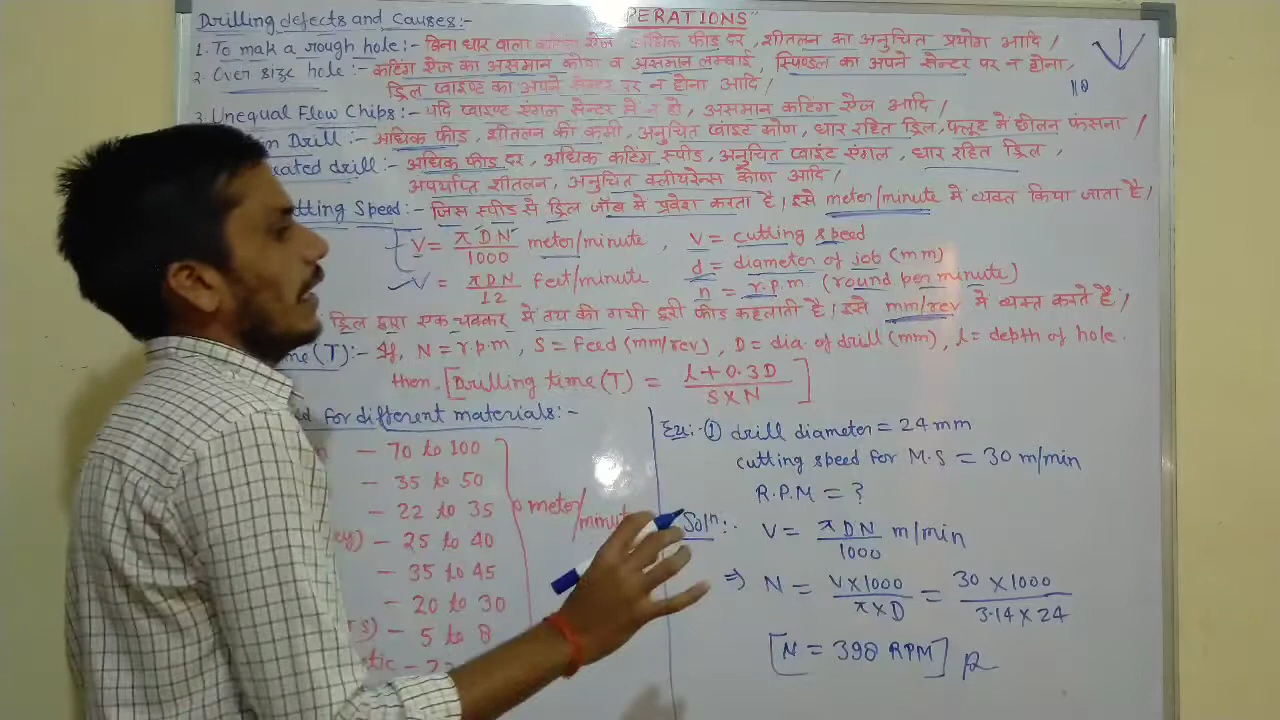 Drilling defects and Causes:-
PERATIONS"
1. To mak a rough hole:- बिना धार वाला कटिंग ऐज अधिक फीड दर, शीतलन का अनुचित प्रयोग आदि।
2. Over size hole:- कटिंग ऐज का असमान कोण व असमान लम्बाई, स्पिण्डल का अपने सेन्टर पर न होना,
ड्रिल प्वाइण्ट का अपने सेन्टर पर न होना आदि।
3. Unequal Flow Chips:- यदि प्वाइण्ट एंगल सेन्टर में न हो, असमान कटिंग ऐज आदि।
Drill:- अधिक फीड, शीतलन की कमी, अनुचित प्वाइंट कोण, धार रहित ड्रिल, फ्लूट में छीलन फंसना।
cated drill:- अधिक फीड दर, अधिक कटिंग स्पीड, अनुचित प्वाइंट एंगल, धार रहित ड्रिल,
अपर्याप्त शीतलन, अनुचित क्लीयरेन्स कोण आदि।
tting Speed:- जिस स्पीड से ड्रिल जॉब में प्रवेश करता है। इसे meter/minute में व्यक्त किया जाता है।
V = πDN/1000 meter/minute, V = cutting speed
d = diameter of job (mm)
V = πDN/12 feet/minute
n = r.p.m (round per minute)
ड्रिल द्वारा एक चक्कर में तय की गयी दूरी फीड कहलाती है। इसे mm/rev में व्यस्त करते है।
me(T):- If, N = r.p.m, S = Feed (mm/rev), D = dia. of drill (mm), l = depth of hole.
then, [Drilling time (T) = l + 0.3D / S×N]
d for different materials:-
70 to 100
35 to 50
22 to 35
25 to 40
35 to 45
20 to 30
5 to 8
meter/minute
Ex:- ① drill diameter = 24 mm
cutting speed for M.S = 30 m/min
R.P.M = ?
Soln:- V = πDN/1000 m/min
⇒ N = V×1000/π×D = 30×1000/3.14×24
[N = 398 RPM]